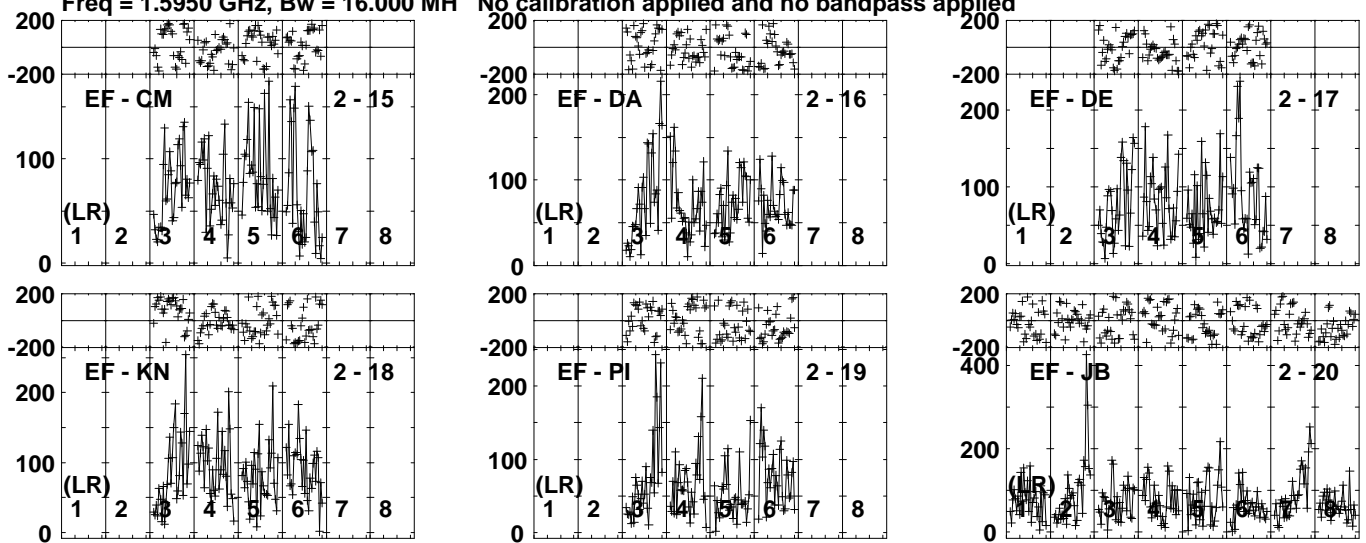 Freq = 1.5950 GHz, Bw = 16.000 MH No calibration applied and no bandpass applied
200 200 200
-200 -200 -200
EF - CM 2 - 15 200 EF - DA 2 - 16 EF - DE 2 - 17
200
100 100 100
(LR) (LR) (LR)
1 2 3 4 5 6 7 8 1 2 3 4 5 6 7 8 1 2 3 4 5 6 7 8
0 0 0
200 200 200
-200 -200 -200
EF - KN 2 - 18 EF - PI 2 - 19 400 EF - JB 2 - 20
200 200
100 100 200
(LR) (LR) (LR)
1 2 3 4 5 6 7 8 1 2 3 4 5 6 7 8 1 2 3 4 5 6 7 8
0 0 0